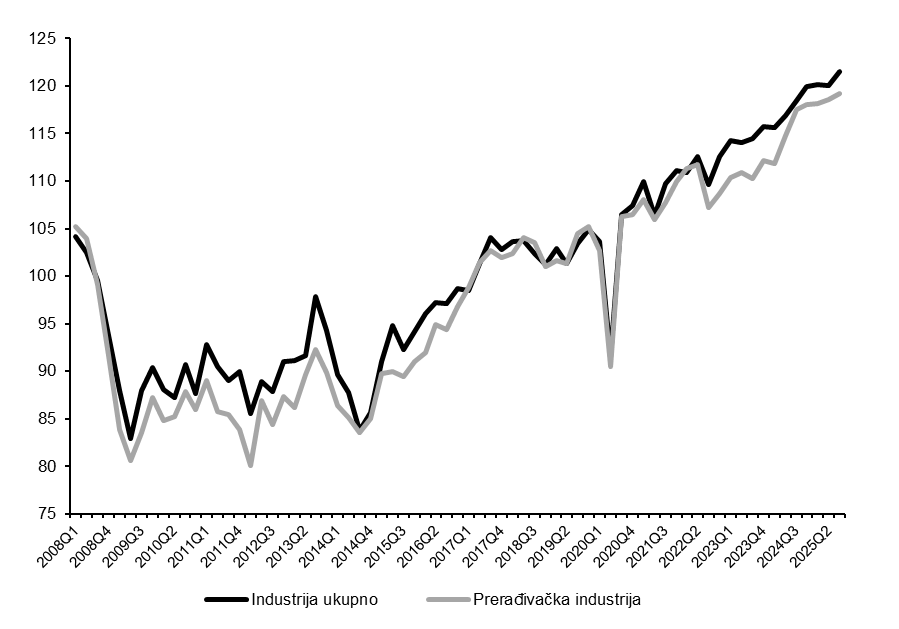 125
120
115
110
105
100
95
90
85
80
75
2008Q1
2008Q4
2009Q3
2010Q2
2011Q1
2011Q4
2012Q3
2013Q2
2014Q1
2014Q4
2015Q3
2016Q2
2017Q1
2017Q4
2018Q3
2019Q2
2020Q1
2020Q4
2021Q3
2022Q2
2023Q1
2023Q4
2024Q3
2025Q2
Industrija ukupno
Prerađivačka industrija